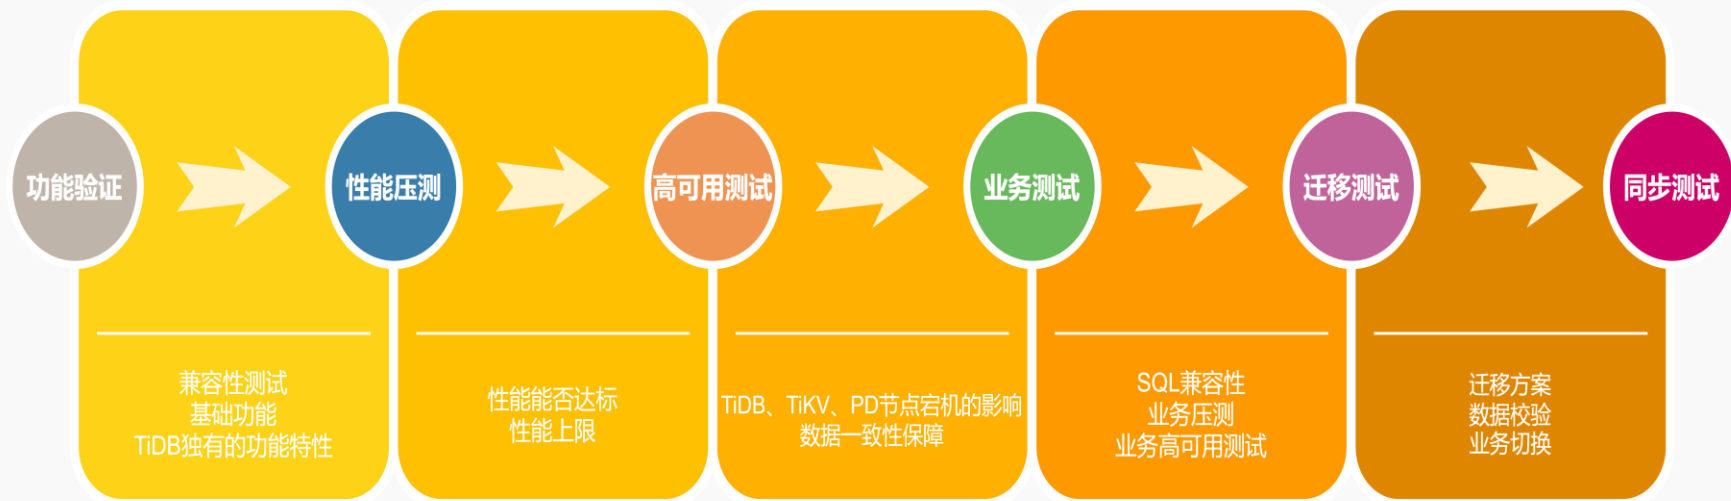 功能验证
性能压测
高可用测试
业务测试
迁移测试
同步测试
兼容性测试
基础功能
TiDB独有的功能特性
性能能否达标
性能上限
TiDB、TiKV、PD节点宕机的影响
数据一致性保障
SQL兼容性
业务压测
业务高可用测试
迁移方案
数据校验
业务切换